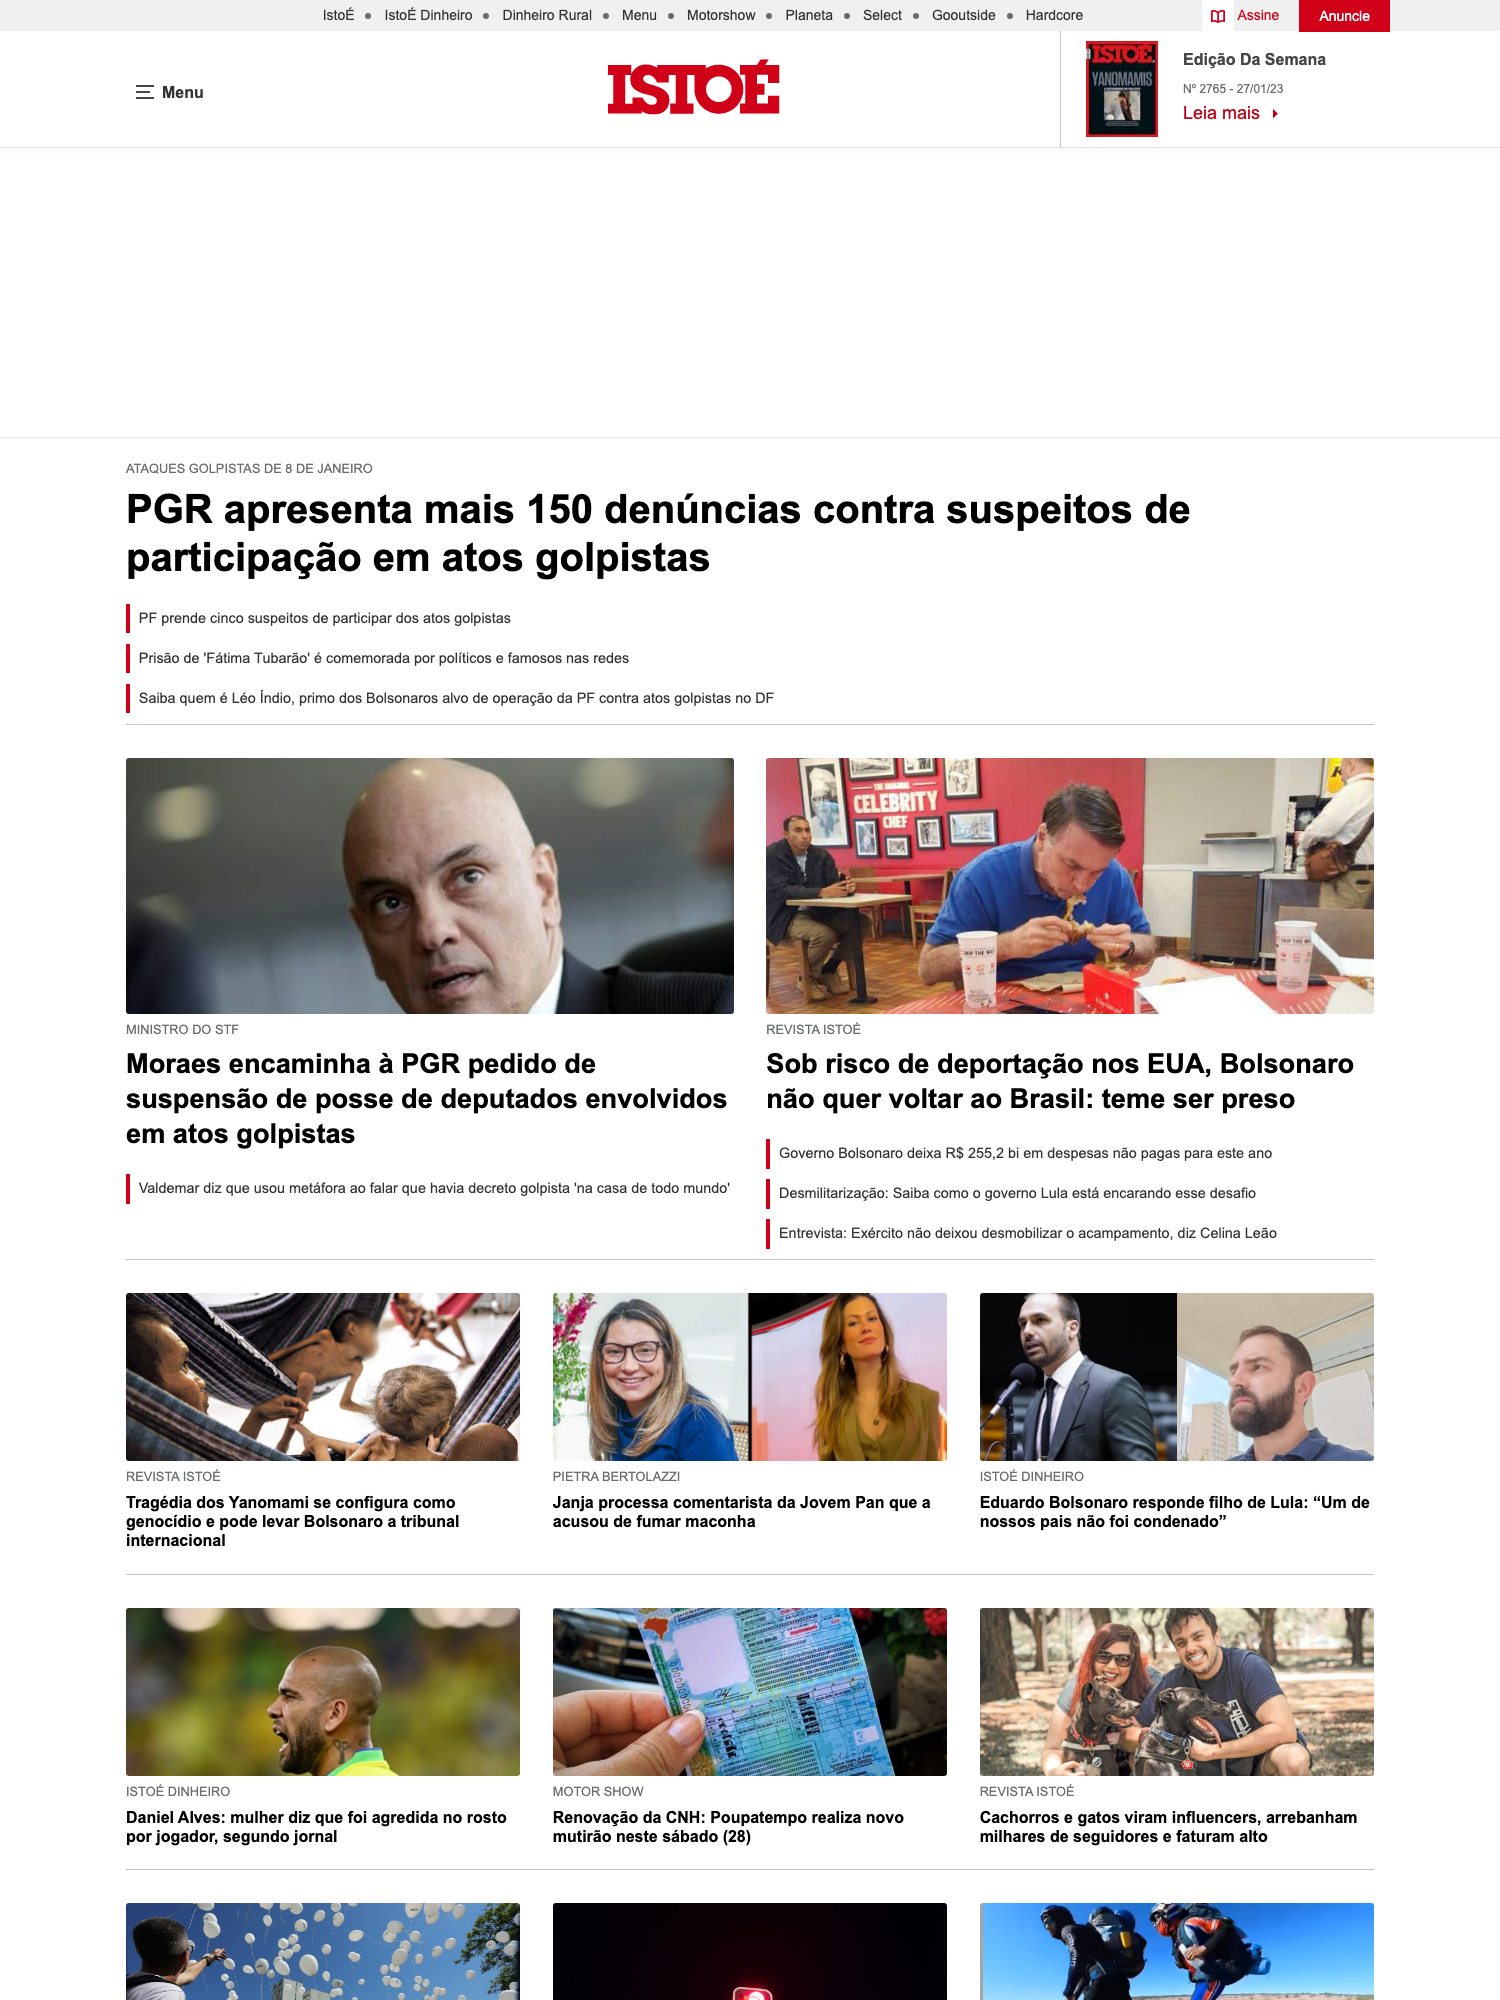 IstoÉ • IstoÉ Dinheiro • Dinheiro Rural • Menu • Motorshow • Planeta • Select • Gooutside • Hardcore
Assine
Anuncie
Menu
ISTOÉ
ISTOÉ
YANOMAMIS
Edição Da Semana
Nº 2765 - 27/01/23
Leia mais
ATAQUES GOLPISTAS DE 8 DE JANEIRO
PGR apresenta mais 150 denúncias contra suspeitos de
participação em atos golpistas
PF prende cinco suspeitos de participar dos atos golpistas
Prisão de 'Fátima Tubarão' é comemorada por políticos e famosos nas redes
Saiba quem é Léo Índio, primo dos Bolsonaros alvo de operação da PF contra atos golpistas no DF
THE ORIGINAL
CELEBRITY
CHEF
MINISTRO DO STF
Moraes encaminha à PGR pedido de
suspensão de posse de deputados envolvidos
em atos golpistas
Valdemar diz que usou metáfora ao falar que havia decreto golpista 'na casa de todo mundo'
REVISTA ISTOÉ
Sob risco de deportação nos EUA, Bolsonaro
não quer voltar ao Brasil: teme ser preso
Governo Bolsonaro deixa R$ 255,2 bi em despesas não pagas para este ano
Desmilitarização: Saiba como o governo Lula está encarando esse desafio
Entrevista: Exército não deixou desmobilizar o acampamento, diz Celina Leão
REVISTA ISTOÉ
Tragédia dos Yanomami se configura como
genocídio e pode levar Bolsonaro a tribunal
internacional
PIETRA BERTOLAZZI
Janja processa comentarista da Jovem Pan que a
acusou de fumar maconha
ISTOÉ DINHEIRO
Eduardo Bolsonaro responde filho de Lula: “Um de
nossos pais não foi condenado”
ISTOÉ DINHEIRO
Daniel Alves: mulher diz que foi agredida no rosto
por jogador, segundo jornal
MOTOR SHOW
Renovação da CNH: Poupatempo realiza novo
mutirão neste sábado (28)
REVISTA ISTOÉ
Cachorros e gatos viram influencers, arrebanham
milhares de seguidores e faturam alto